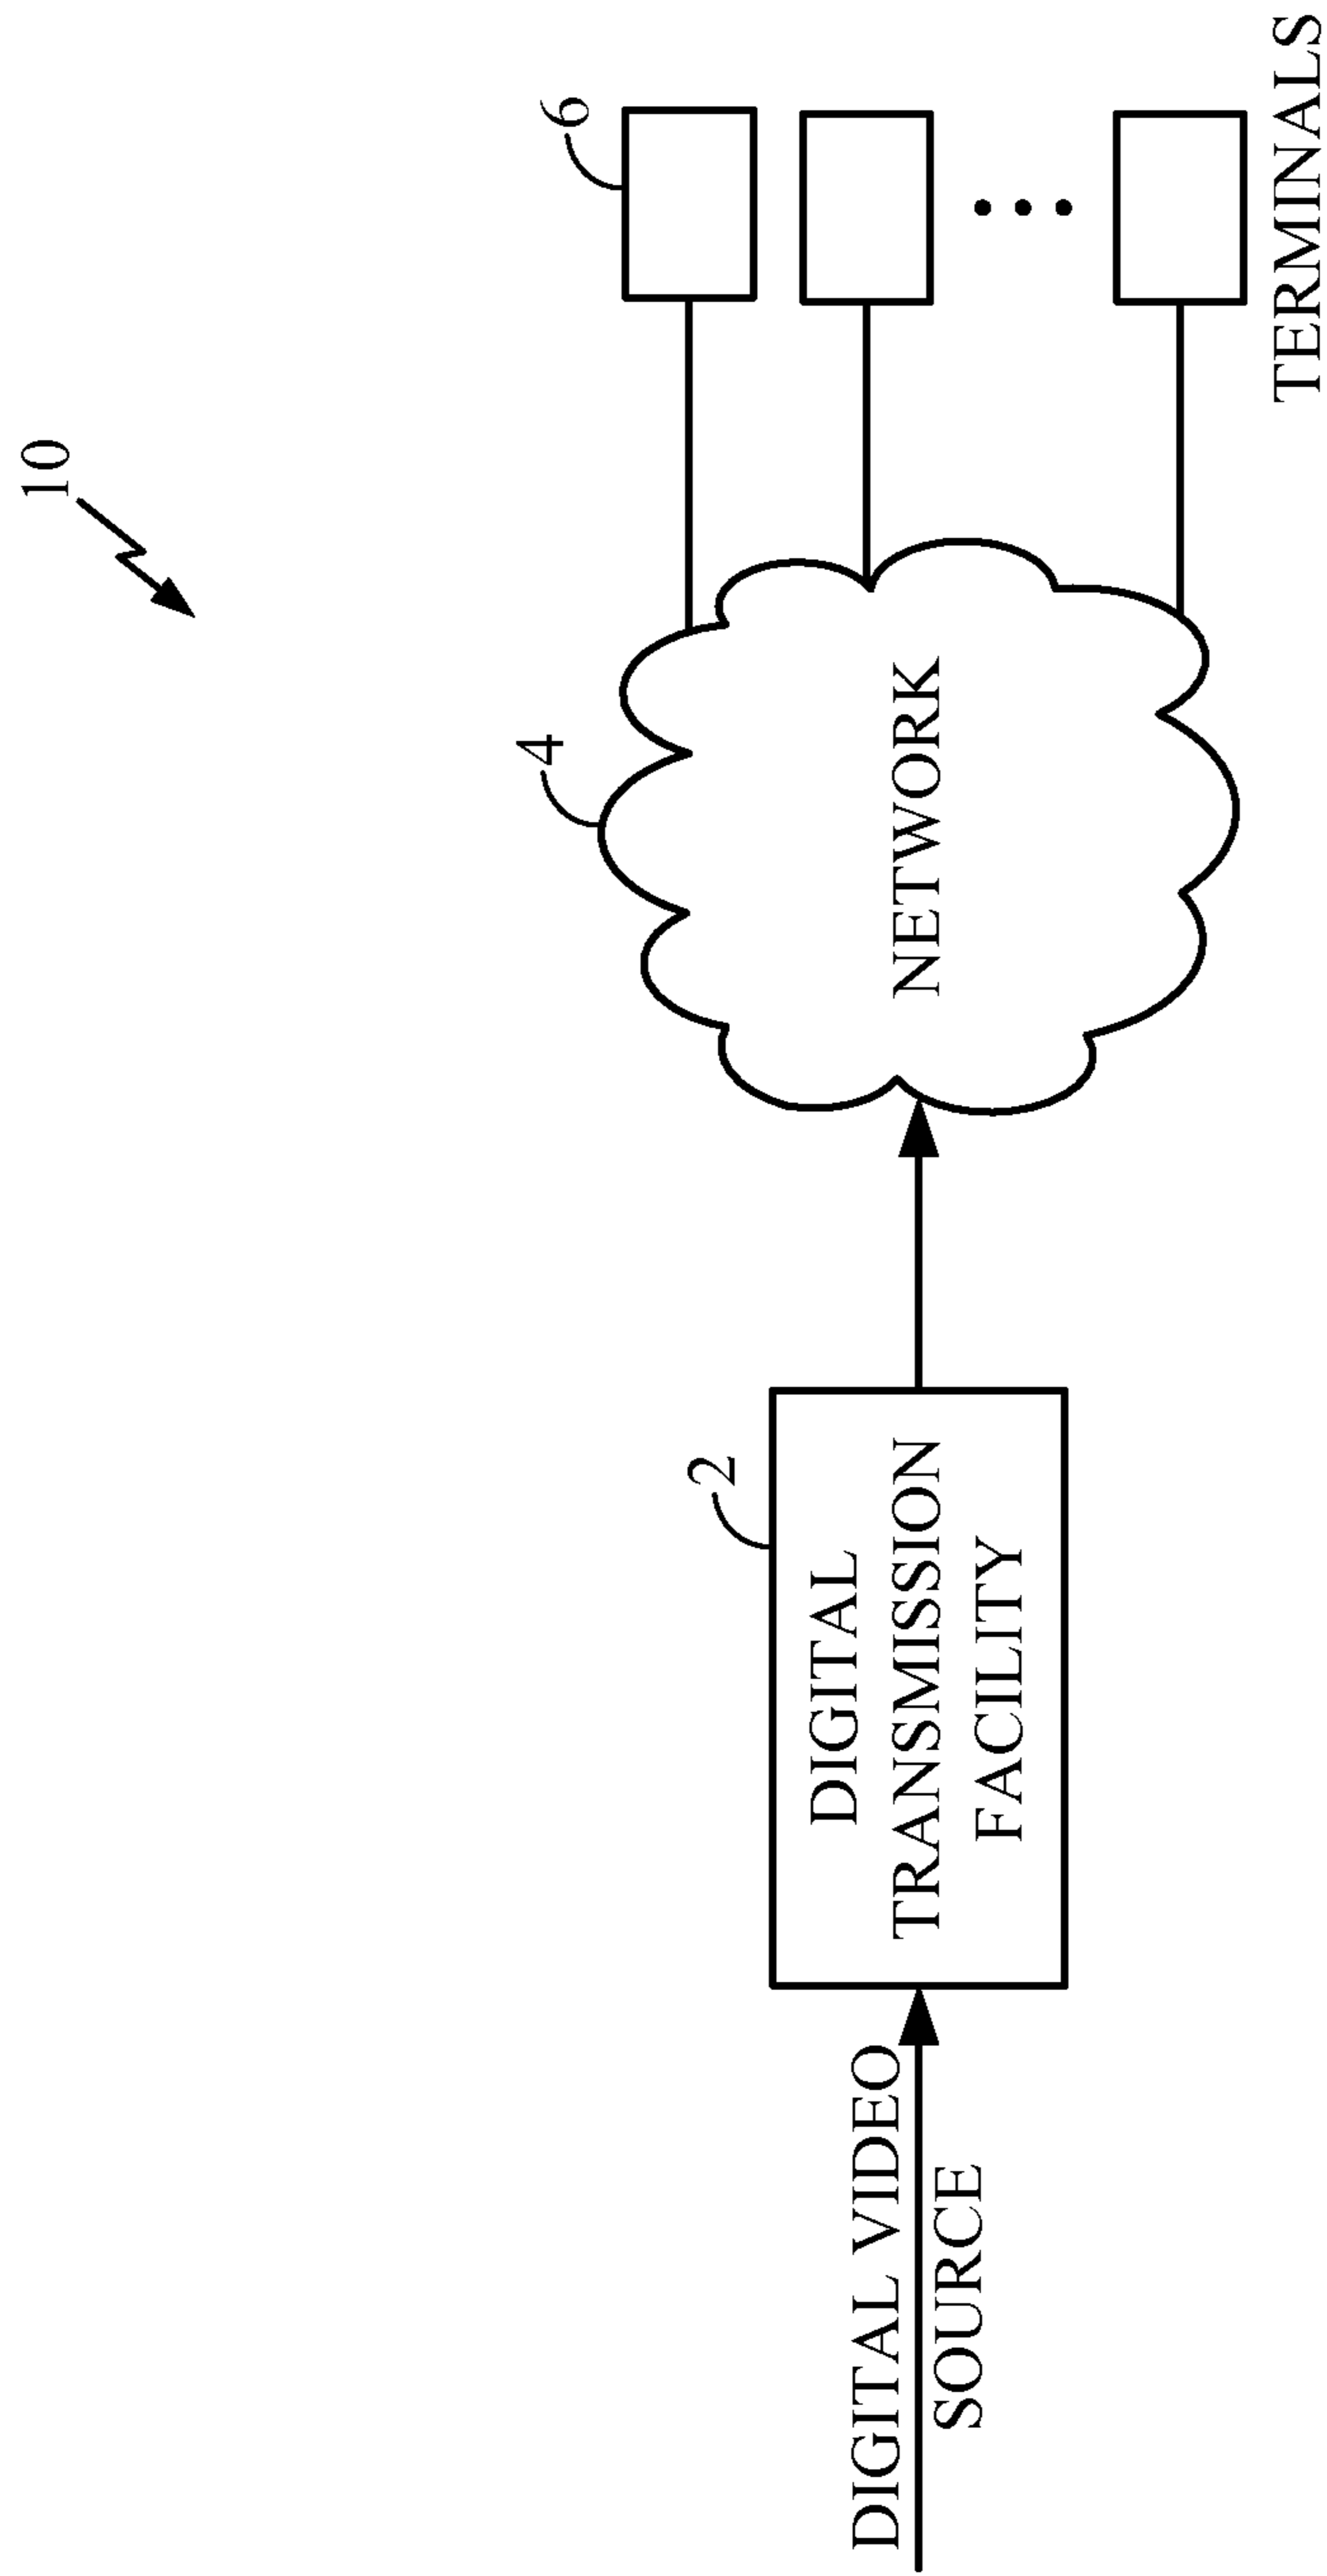 10
DIGITAL VIDEO
SOURCE
2
DIGITAL
TRANSMISSION
FACILITY
4
NETWORK
6
TERMINALS